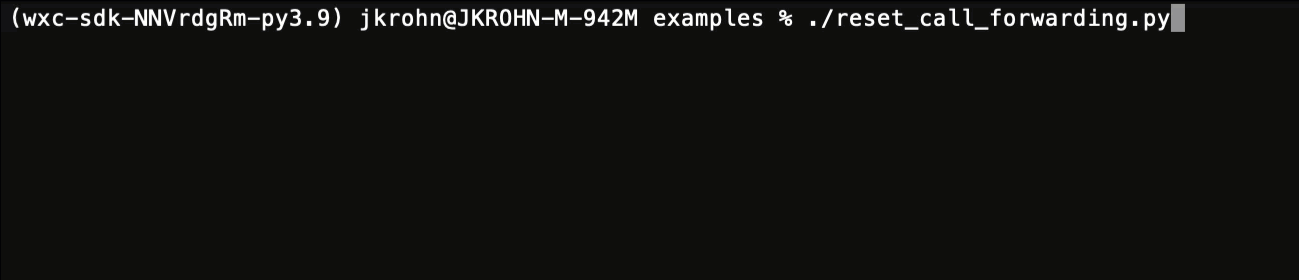 (wxc-sdk-NNVrdgRm-py3.9) jkrohn@JKROHN-M-942M examples % ./reset_call_forwarding.py